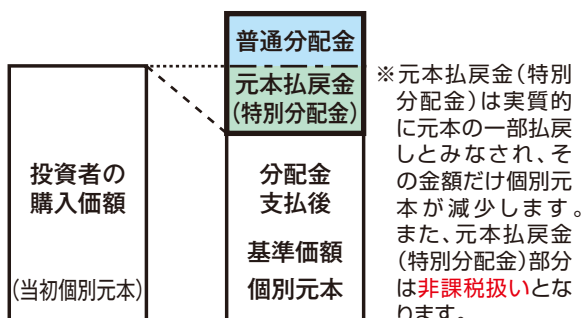 普通分配金
元本払戻金
(特別分配金)
投資者の
購入価額
(当初個別元本)
分配金
支払後
基準価額
個別元本
※元本払戻金(特別
分配金)は実質的
に元本の一部払戻
しとみなされ、そ
の金額だけ個別元
本が減少します。
また、元本払戻金
(特別分配金)部分
は非課税扱いとな
ります。